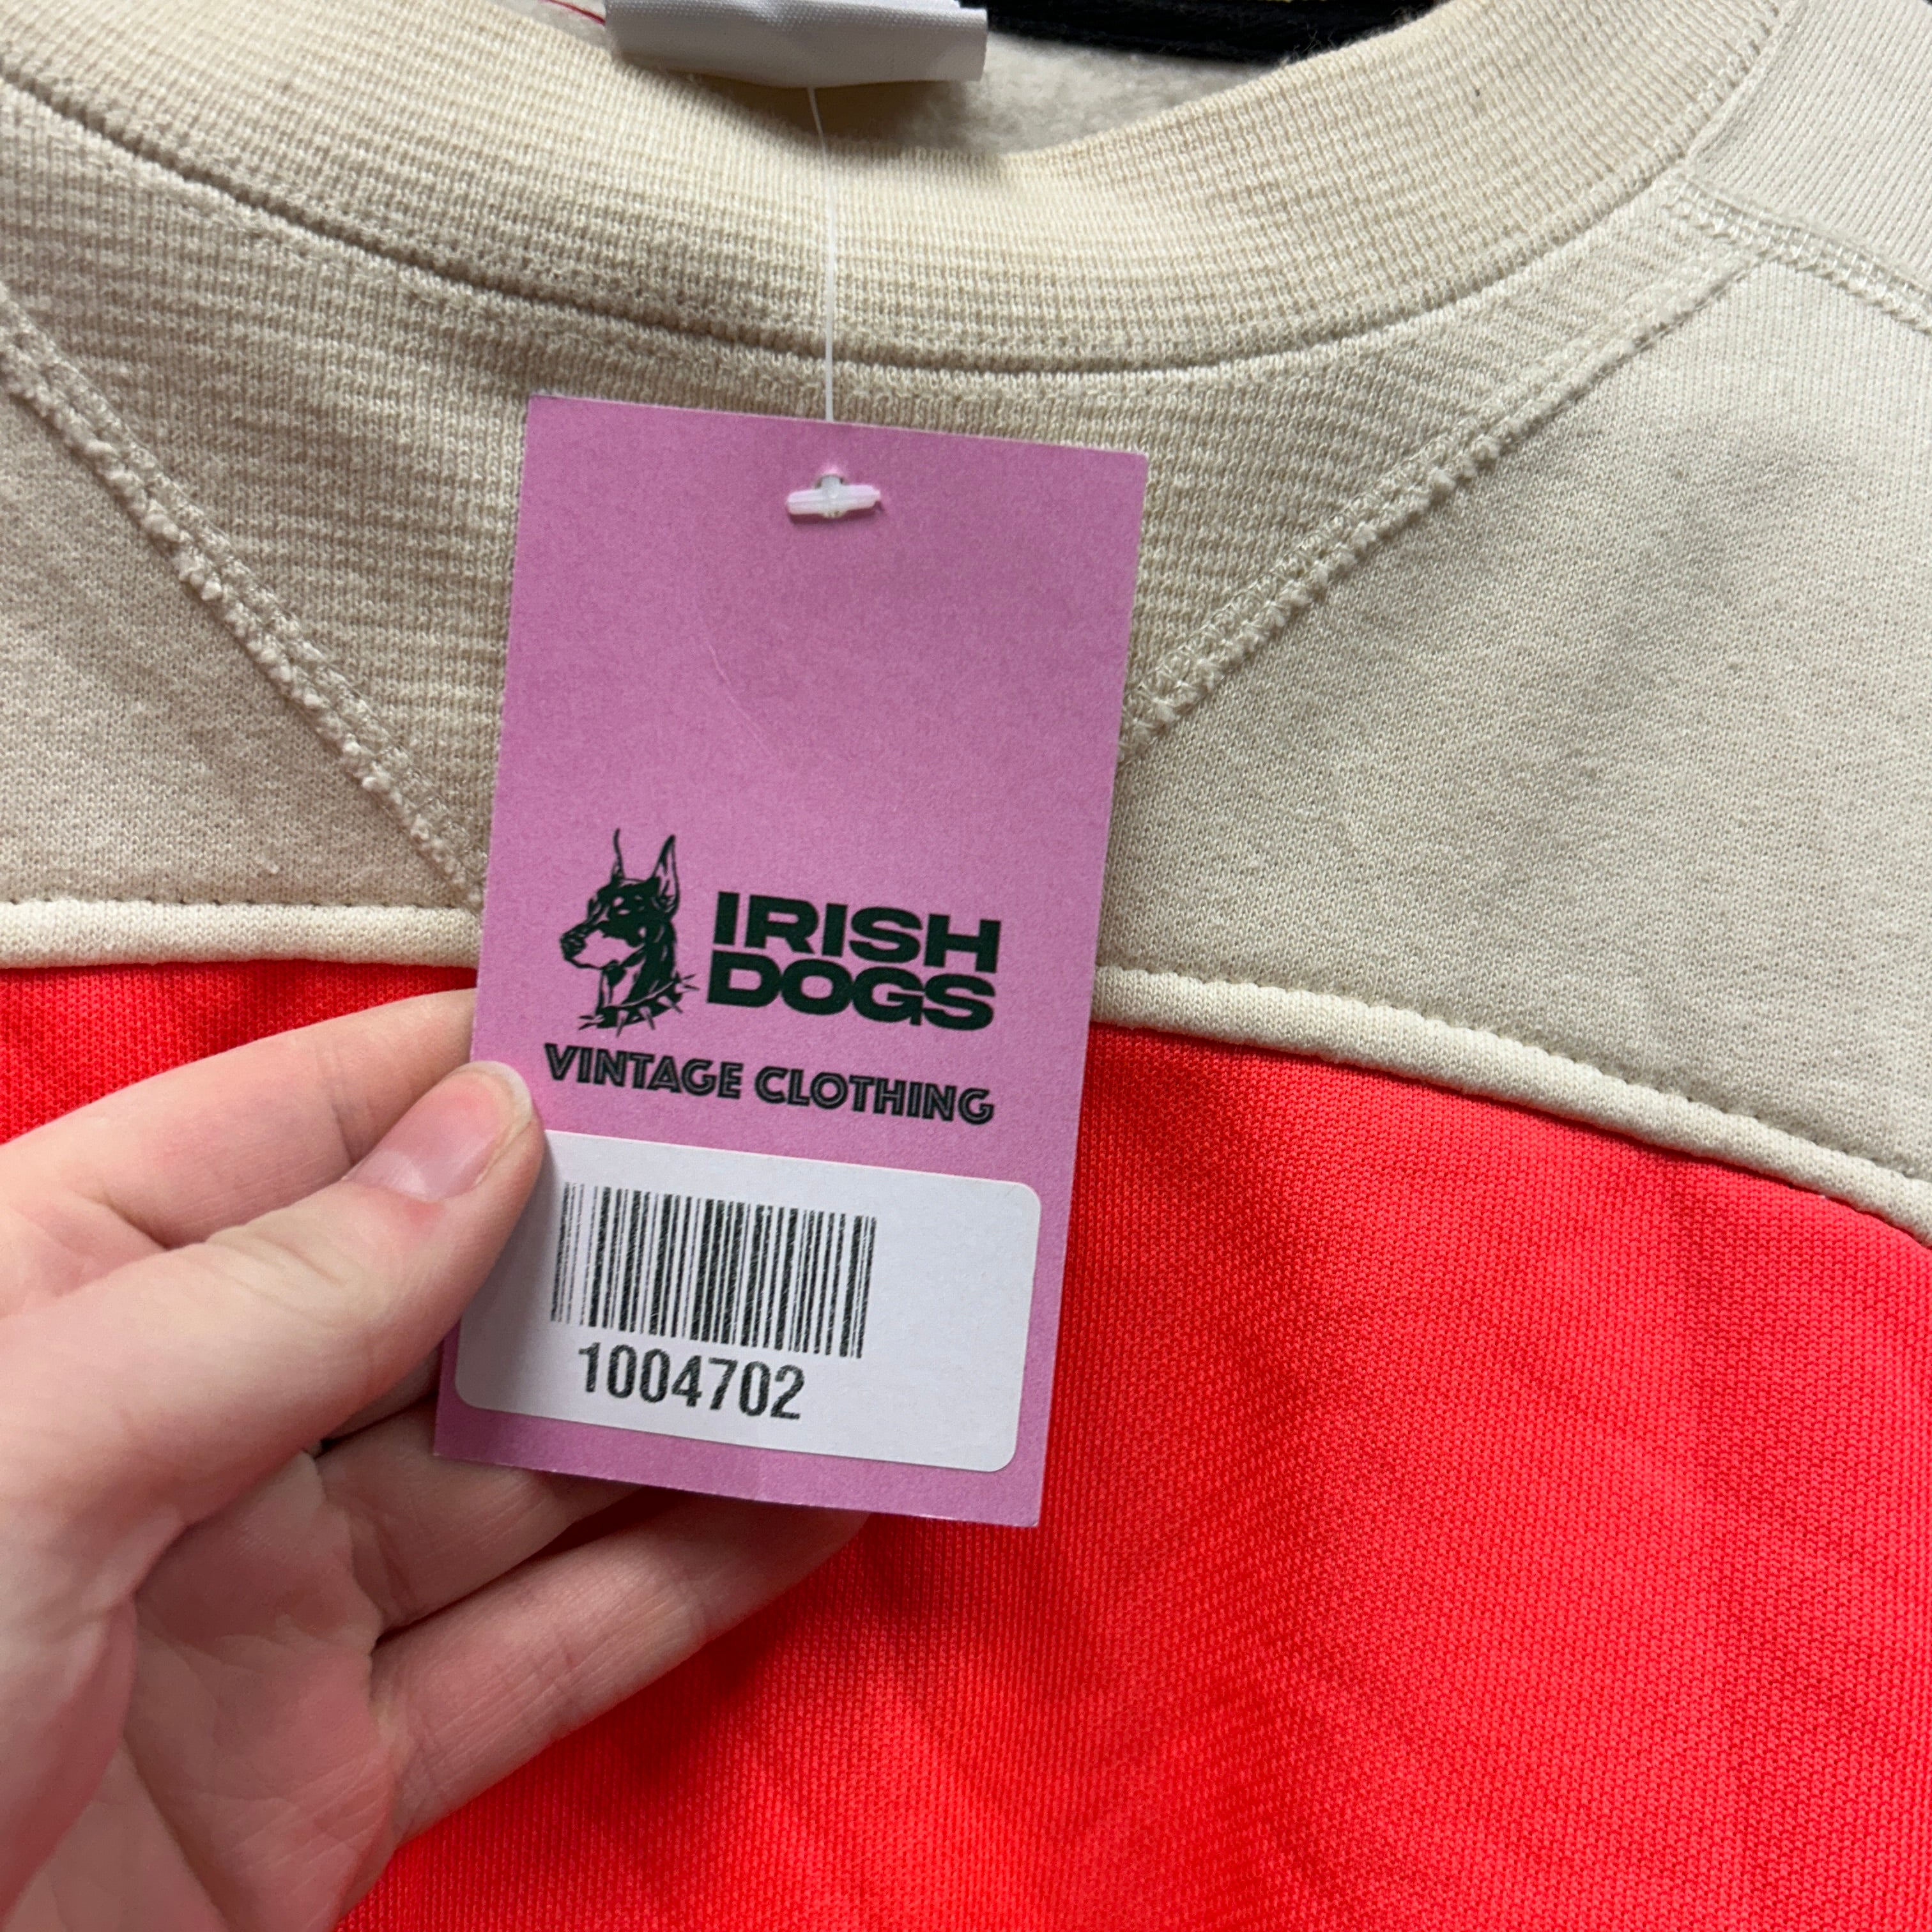 IRISH
DOGS
VINTAGE CLOTHING
1004702